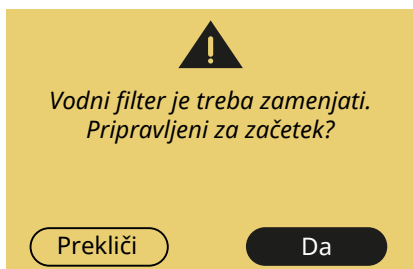 Vodni filter je treba zamenjati.
Pripravljeni za začetek?
Prekliči
Da